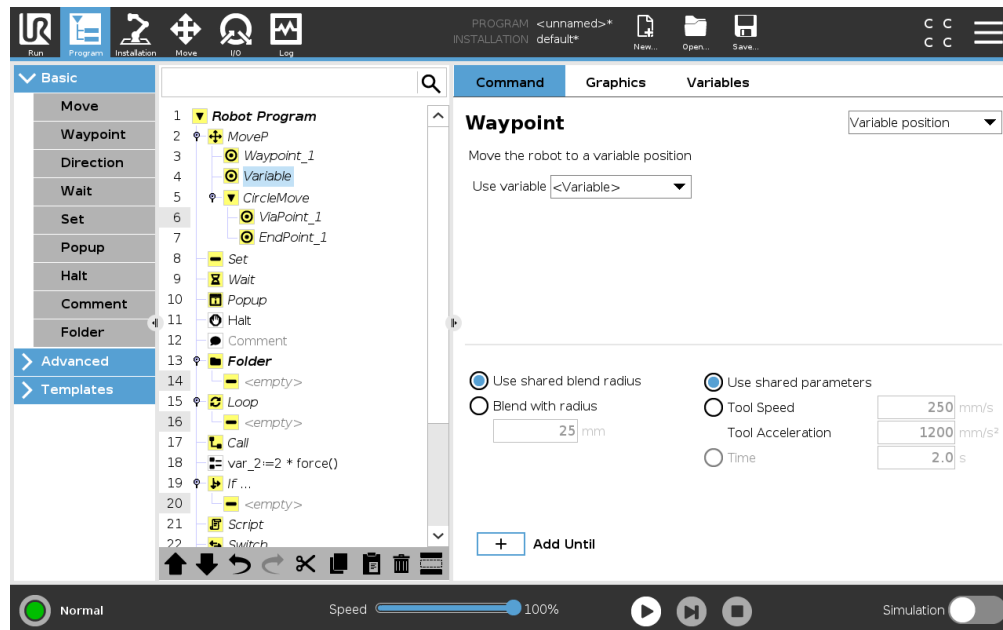 PROGRAM <unnamed>*
INSTALLATION default*
UR
Run
Program
Installation
Move
I/O
Log
New...
Open...
Save...
C C
C C
Basic
Move
Waypoint
Direction
Wait
Set
Popup
Halt
Comment
Folder
Advanced
Templates
1 Robot Program
2 MoveP
3 Waypoint_1
4 Variable
5 CircleMove
6 ViaPoint_1
7 EndPoint_1
8 Set
9 Wait
10 Popup
11 Halt
12 Comment
13 Folder
14 <empty>
15 Loop
16 <empty>
17 Call
18 var_2:=2 * force()
19 If ...
20 <empty>
21 Script
22 Switch
Command Graphics Variables
Waypoint
Variable position
Move the robot to a variable position
Use variable <Variable>
Use shared blend radius
Blend with radius
25 mm
Use shared parameters
Tool Speed 250 mm/s
Tool Acceleration 1200 mm/s²
Time 2.0 s
+ Add Until
Normal
Speed 100%
Simulation